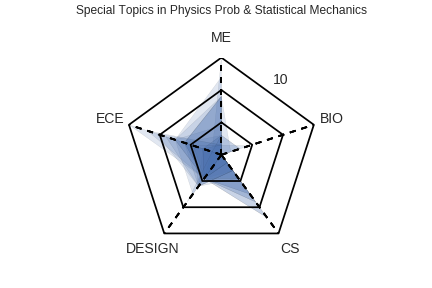 Special Topics in Physics Prob & Statistical Mechanics
ME
10
ECE
BIO
DESIGN
CS